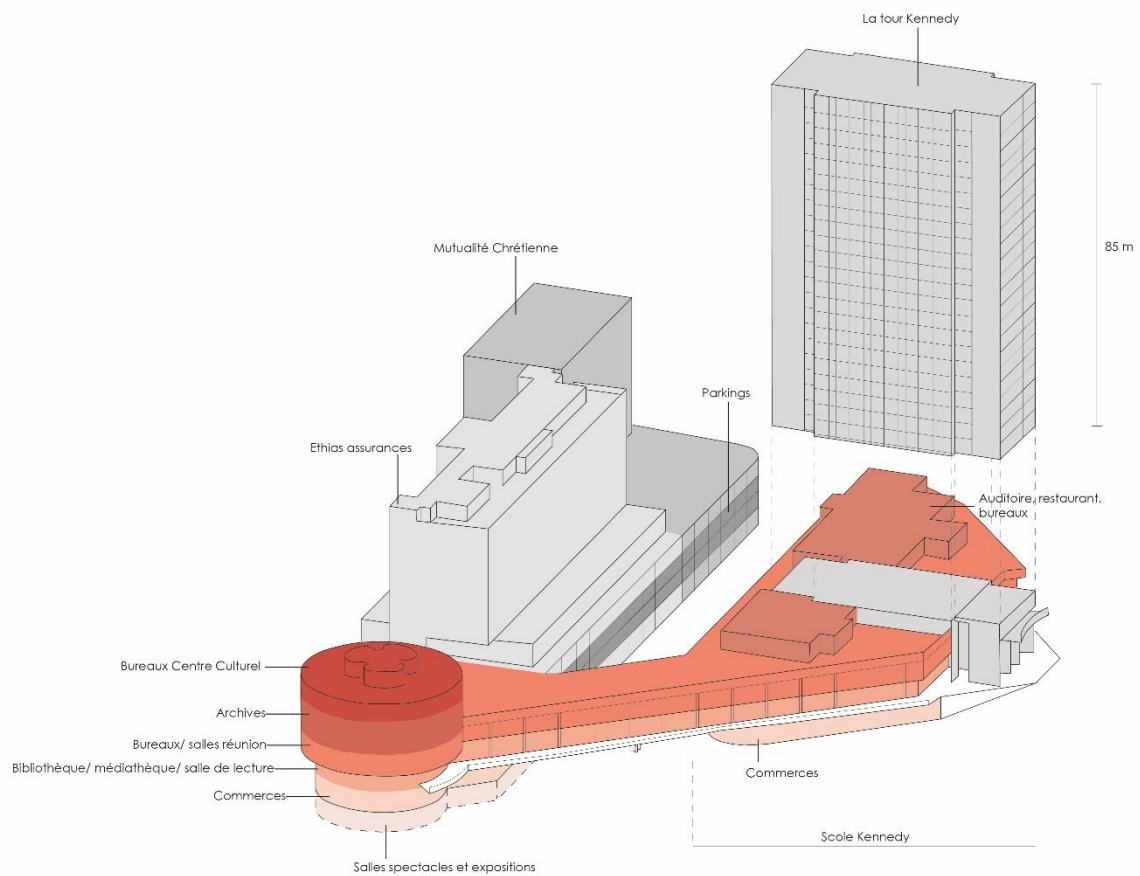 La tour Kennedy
85 m
Mutualité Chrétienne
Parkings
Ethias assurances
Auditoire, restaurant,
bureaux
Bureaux Centre Culturel
Archives
Bureaux/ salles réunion
Bibliothèque/ médiathèque/ salle de lecture
Commerces
Commerces
Scole Kennedy
Salles spectacles et expositions